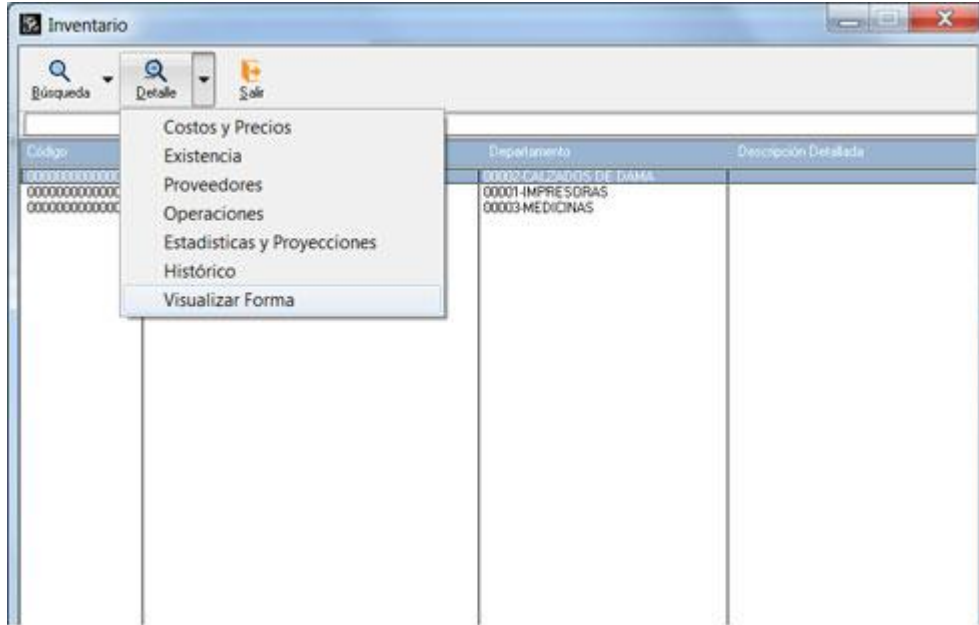 Inventario
Búsqueda Detalle Salir
Costos y Precios
Existencia
Proveedores
Operaciones
Estadisticas y Proyecciones
Histórico
Visualizar Forma
Código Departamento Descripción Detallada
00002-CALZADOS DE DAMA
00001-IMPRESORAS
00003-MEDICINAS